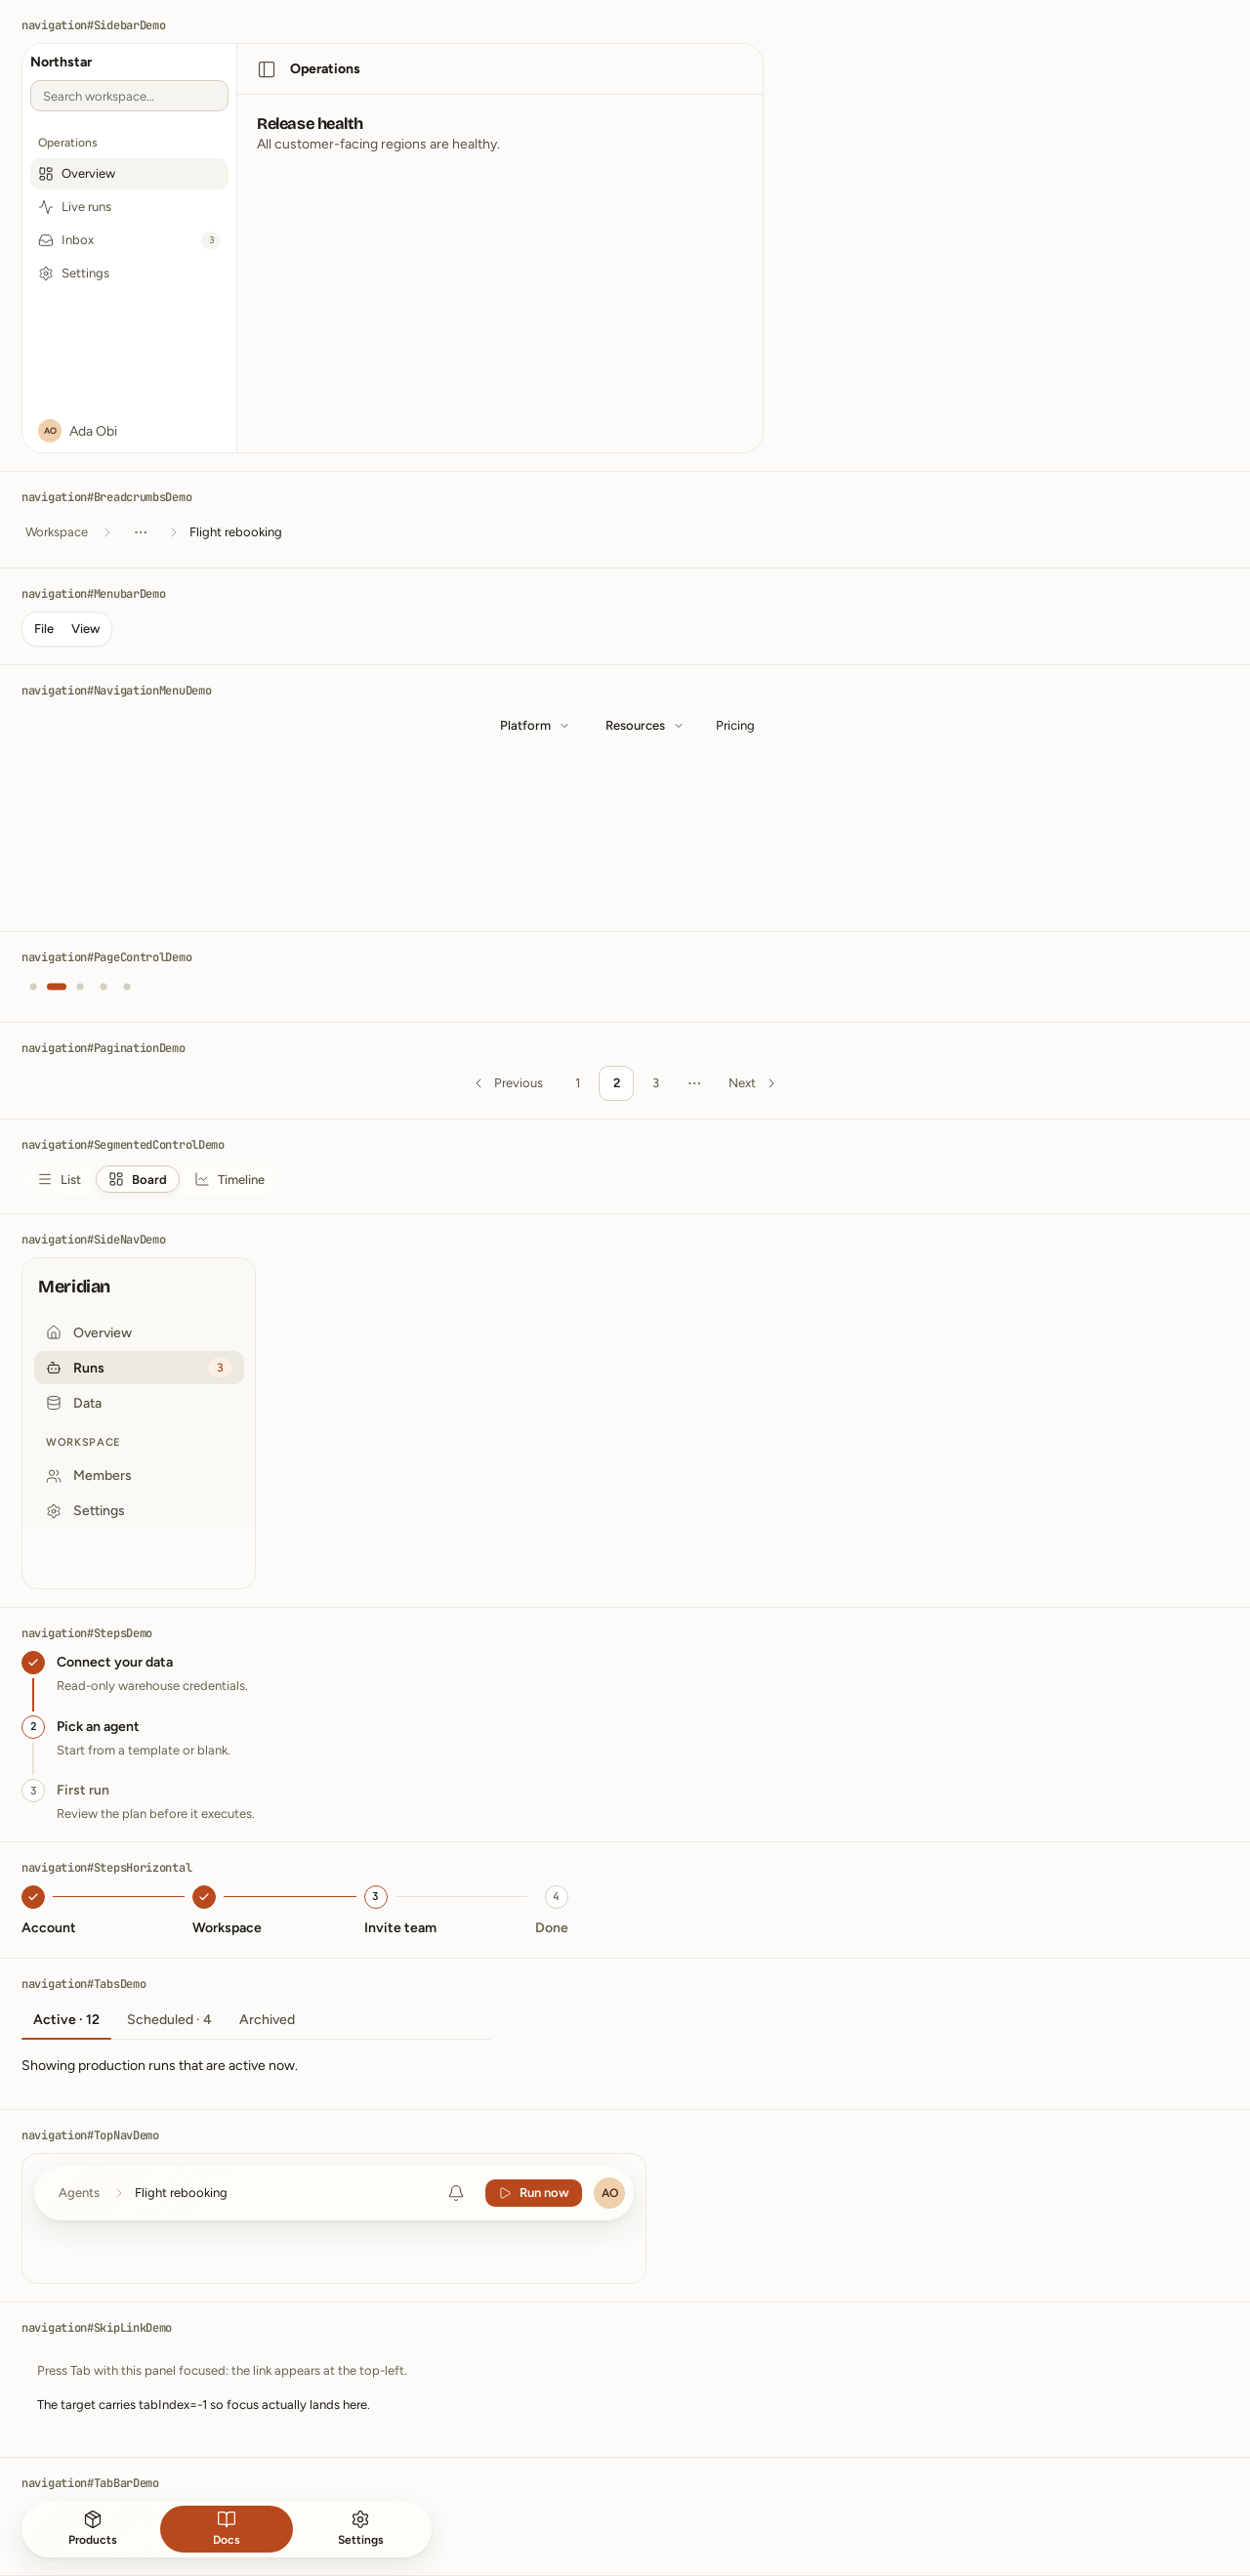 navigation#SidebarDemo
Northstar
Operations
Search workspace…
Release health
All customer-facing regions are healthy.
Operations
Overview
Live runs
Inbox 3
Settings
AO Ada Obi
navigation#BreadcrumbsDemo
Workspace ··· Flight rebooking
navigation#MenubarDemo
File View
navigation#NavigationMenuDemo
Platform Resources Pricing
navigation#PageControlDemo
navigation#PaginationDemo
Previous 1 2 3 ··· Next
navigation#SegmentedControlDemo
List Board Timeline
navigation#SideNavDemo
Meridian
Overview
Runs 3
Data
WORKSPACE
Members
Settings
navigation#StepsDemo
Connect your data
Read-only warehouse credentials.
2 Pick an agent
Start from a template or blank.
3 First run
Review the plan before it executes.
navigation#StepsHorizontal
3 4
Account Workspace Invite team Done
navigation#TabsDemo
Active · 12 Scheduled · 4 Archived
Showing production runs that are active now.
navigation#TopNavDemo
Agents Flight rebooking Run now AO
navigation#SkipLinkDemo
Press Tab with this panel focused: the link appears at the top-left.
The target carries tabIndex=-1 so focus actually lands here.
navigation#TabBarDemo
Products Docs Settings